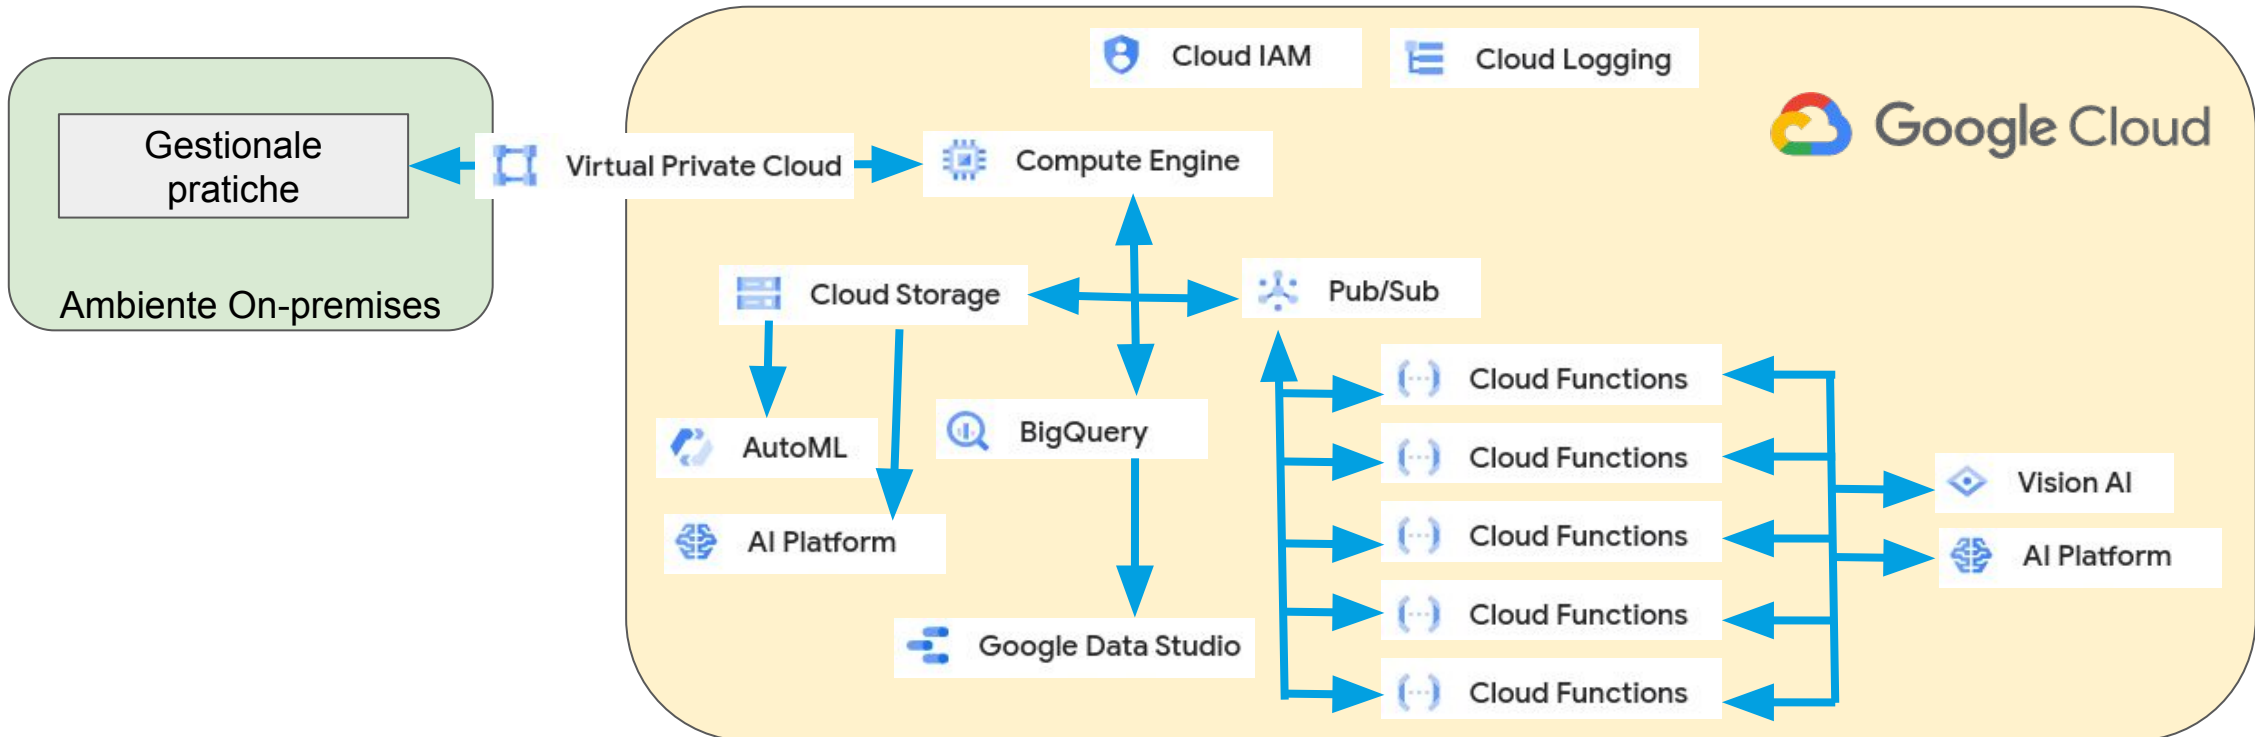 Cloud IAM
Cloud Logging
Google Cloud
Gestionale
pratiche
Virtual Private Cloud
Compute Engine
Ambiente On-premises
Cloud Storage
Pub/Sub
Cloud Functions
AutoML
BigQuery
Cloud Functions
Vision AI
AI Platform
Cloud Functions
AI Platform
Cloud Functions
Google Data Studio
Cloud Functions